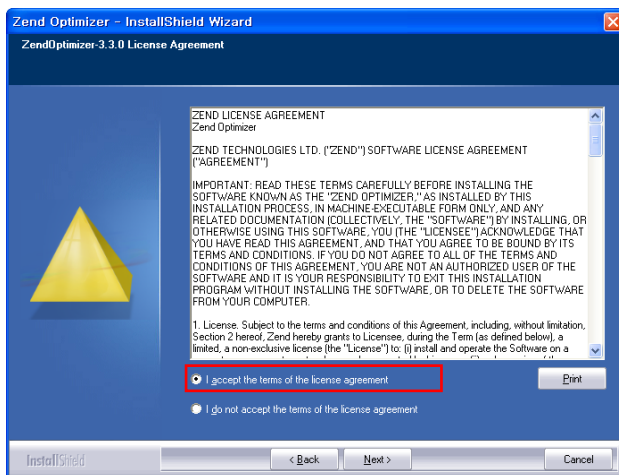 Zend Optimizer - InstallShield Wizard
ZendOptimizer-3.3.0 License Agreement
ZEND LICENSE AGREEMENT
Zend Optimizer
ZEND TECHNOLOGIES LTD. ("ZEND") SOFTWARE LICENSE AGREEMENT
("AGREEMENT")
IMPORTANT: READ THESE TERMS CAREFULLY BEFORE INSTALLING THE
SOFTWARE KNOWN AS THE "ZEND OPTIMIZER," AS INSTALLED BY THIS
INSTALLATION PROCESS, IN MACHINE-EXECUTABLE FORM ONLY, AND ANY
RELATED DOCUMENTATION (COLLECTIVELY, THE "SOFTWARE") BY INSTALLING, OR
OTHERWISE USING THIS SOFTWARE, YOU (THE "LICENSEE") ACKNOWLEDGE THAT
YOU HAVE READ THIS AGREEMENT, AND THAT YOU AGREE TO BE BOUND BY ITS
TERMS AND CONDITIONS. IF YOU DO NOT AGREE TO ALL OF THE TERMS AND
CONDITIONS OF THIS AGREEMENT, YOU ARE NOT AN AUTHORIZED USER OF THE
SOFTWARE AND IT IS YOUR RESPONSIBILITY TO EXIT THIS INSTALLATION
PROGRAM WITHOUT INSTALLING THE SOFTWARE, OR TO DELETE THE SOFTWARE
FROM YOUR COMPUTER.
1. License. Subject to the terms and conditions of this Agreement, including, without limitation,
Section 2 hereof, Zend hereby grants to Licensee, during the Term (as defined below), a
limited, a non-exclusive license (the "License") to: (i) install and operate the Software on a
I accept the terms of the license agreement
Print
I do not accept the terms of the license agreement
InstallShield
< Back
Next >
Cancel